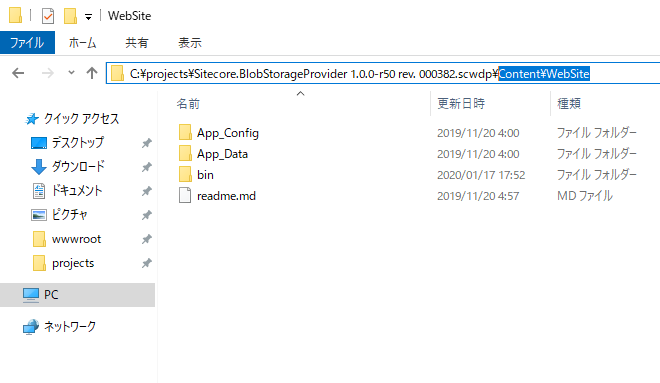 WebSite
ファイル ホーム 共有 表示
C:¥projects¥Sitecore.BlobStorageProvider 1.0.0-r50 rev. 000382.scwdp¥Content¥WebSite
名前 更新日時 種類
クイック アクセス
デスクトップ
ダウンロード
ドキュメント
ピクチャ
wwwroot
projects
PC
ネットワーク
App_Config 2019/11/20 4:00 ファイル フォルダー
App_Data 2019/11/20 4:00 ファイル フォルダー
bin 2020/01/17 17:52 ファイル フォルダー
readme.md 2019/11/20 4:57 MD ファイル